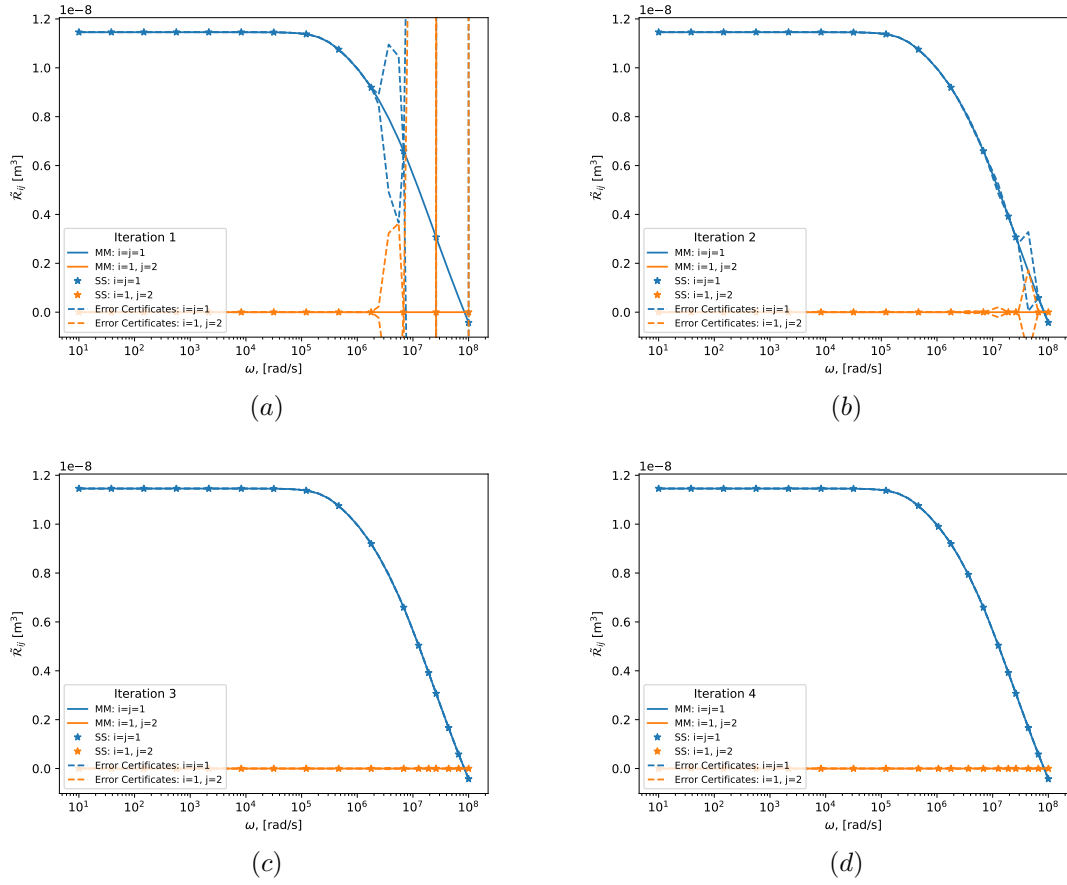 1e−8
1.2
1.0
0.8
0.6
0.4
0.2
0.0
$\tilde{\mathcal{R}}_{ij}$ [m³]
Iteration 1
MM: i=j=1
MM: i=1, j=2
SS: i=j=1
SS: i=1, j=2
Error Certificates: i=j=1
Error Certificates: i=1, j=2
10¹ 10² 10³ 10⁴ 10⁵ 10⁶ 10⁷ 10⁸
ω, [rad/s]
(a)
1e−8
1.2
1.0
0.8
0.6
0.4
0.2
0.0
$\tilde{\mathcal{R}}_{ij}$ [m³]
Iteration 2
MM: i=j=1
MM: i=1, j=2
SS: i=j=1
SS: i=1, j=2
Error Certificates: i=j=1
Error Certificates: i=1, j=2
10¹ 10² 10³ 10⁴ 10⁵ 10⁶ 10⁷ 10⁸
ω, [rad/s]
(b)
1e−8
1.2
1.0
0.8
0.6
0.4
0.2
0.0
$\tilde{\mathcal{R}}_{ij}$ [m³]
Iteration 3
MM: i=j=1
MM: i=1, j=2
SS: i=j=1
SS: i=1, j=2
Error Certificates: i=j=1
Error Certificates: i=1, j=2
10¹ 10² 10³ 10⁴ 10⁵ 10⁶ 10⁷ 10⁸
ω, [rad/s]
(c)
1e−8
1.2
1.0
0.8
0.6
0.4
0.2
0.0
$\tilde{\mathcal{R}}_{ij}$ [m³]
Iteration 4
MM: i=j=1
MM: i=1, j=2
SS: i=j=1
SS: i=1, j=2
Error Certificates: i=j=1
Error Certificates: i=1, j=2
10¹ 10² 10³ 10⁴ 10⁵ 10⁶ 10⁷ 10⁸
ω, [rad/s]
(d)